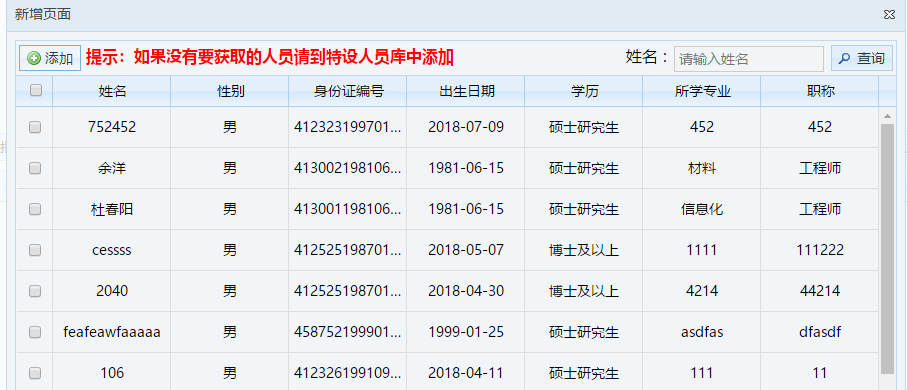 新增页面
添加 提示：如果没有要获取的人员请到特设人员库中添加 姓名： 请输入姓名 查询
姓名 性别 身份证编号 出生日期 学历 所学专业 职称
752452 男 412323199701... 2018-07-09 硕士研究生 452 452
余洋 男 413002198106... 1981-06-15 硕士研究生 材料 工程师
杜春阳 男 413001198106... 1981-06-15 硕士研究生 信息化 工程师
cessss 男 412525198701... 2018-05-07 博士及以上 1111 111222
2040 男 412525198701... 2018-04-30 博士及以上 4214 44214
feafeawfaaaaa 男 458752199901... 1999-01-25 硕士研究生 asdfas dfasdf
106 男 412326199109... 2018-04-11 硕士研究生 111 11